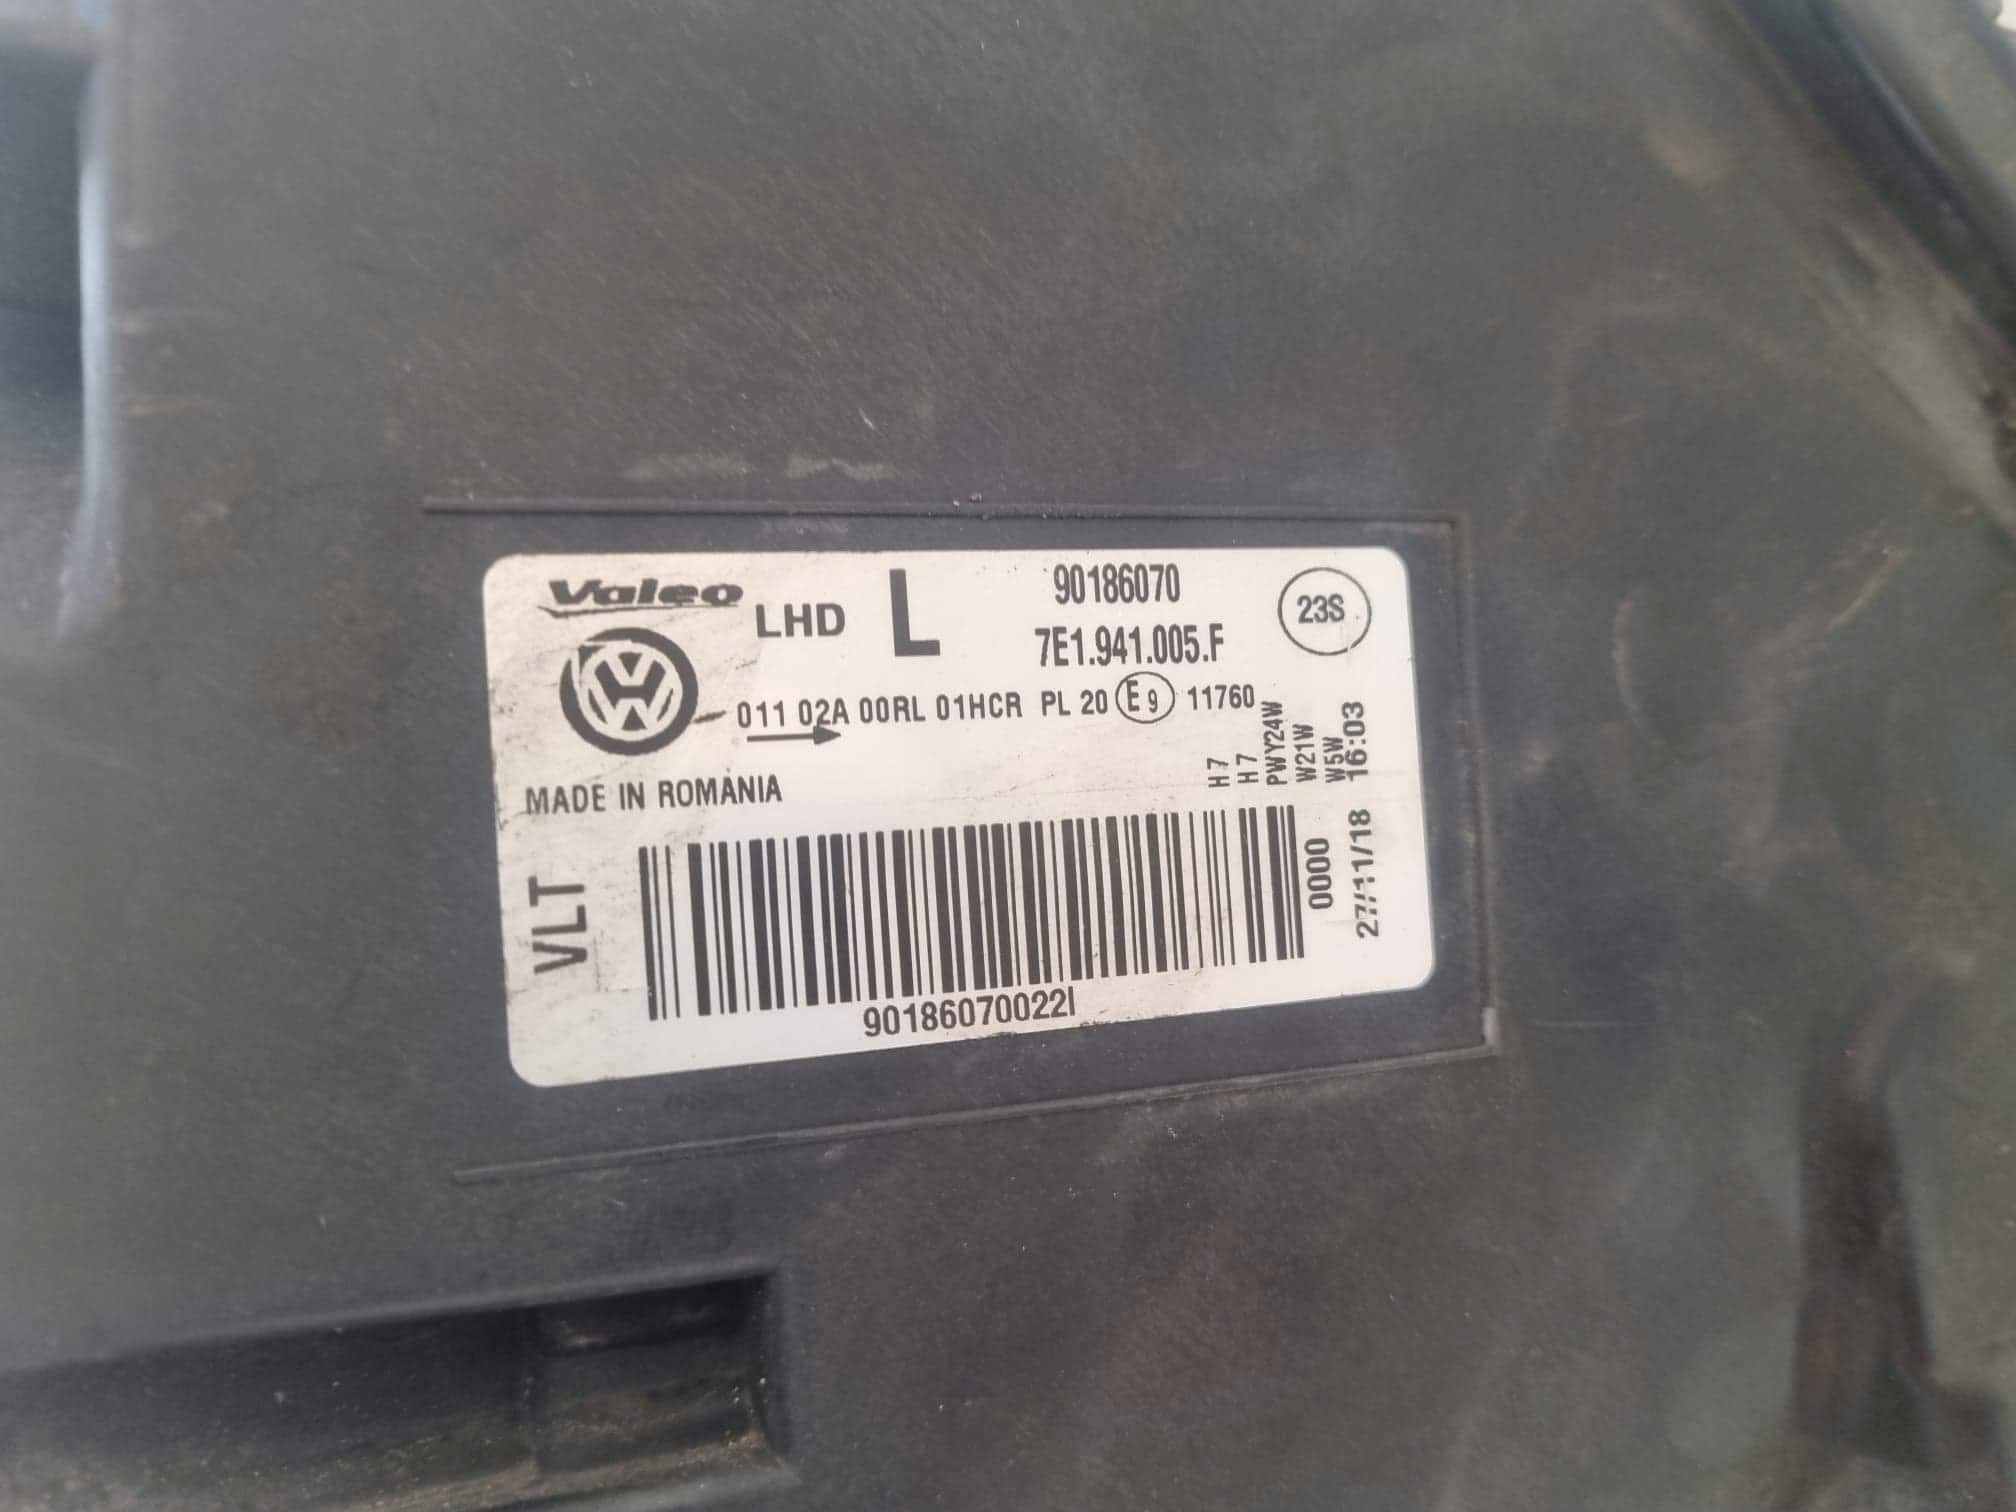 Valeo
LHD
L
90186070
7E1.941.005.F
23S
011 02A 00RL 01HCR PL 20 E9 11760
MADE IN ROMANIA
H7
H7
PWY24W
W21W
W5W
16:03
VLT
0000
27/11/18
90186070022I